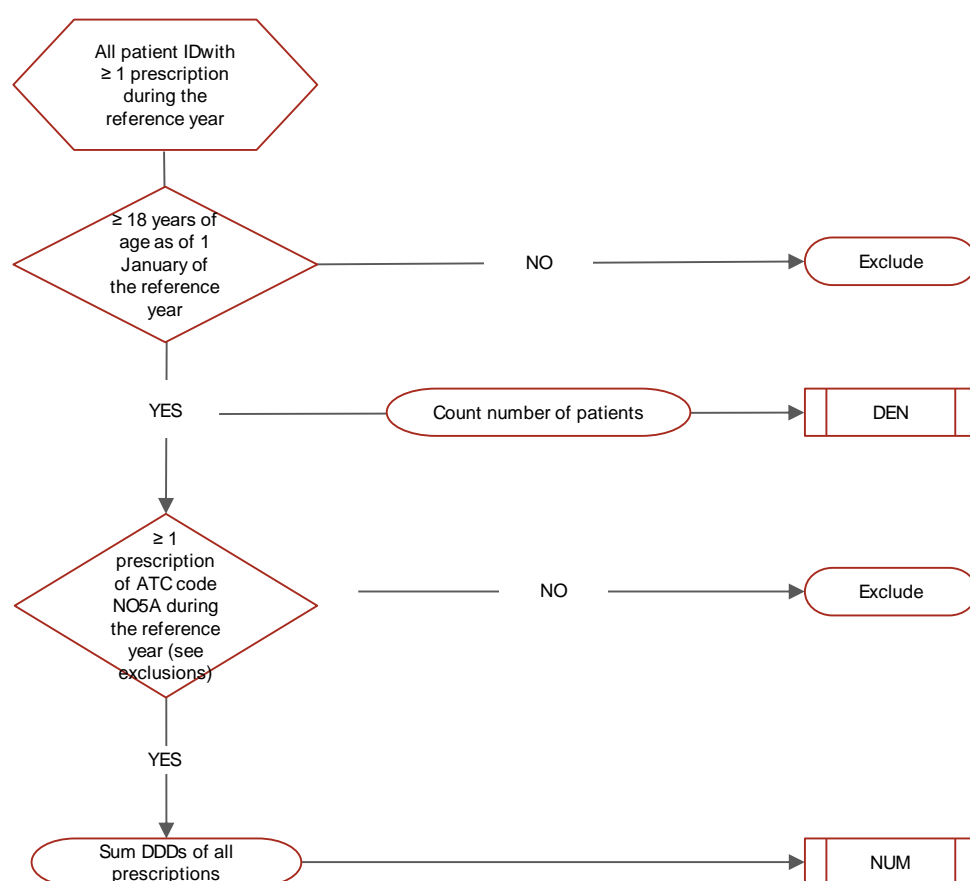 All patient IDwith
≥ 1 prescription
during the
reference year
≥ 18 years of
age as of 1
January of
the reference
year
NO
Exclude
YES
Count number of patients
DEN
≥ 1
prescription
of ATC code
NO5A during
the reference
year (see
exclusions)
NO
Exclude
YES
Sum DDDs of all
prescriptions
NUM